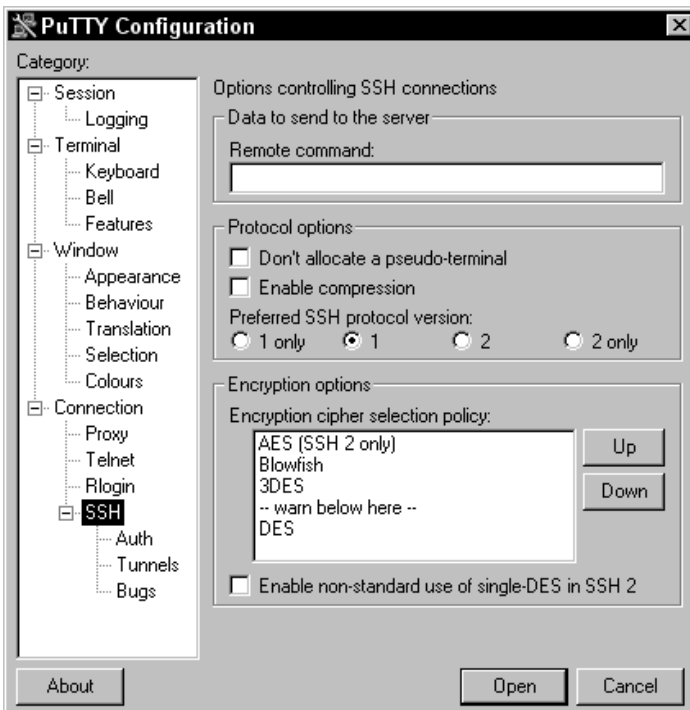 PuTTY Configuration
Category:
Session
Logging
Terminal
Keyboard
Bell
Features
Window
Appearance
Behaviour
Translation
Selection
Colours
Connection
Proxy
Telnet
Rlogin
SSH
Auth
Tunnels
Bugs
Options controlling SSH connections
Data to send to the server
Remote command:
Protocol options
Don't allocate a pseudo-terminal
Enable compression
Preferred SSH protocol version:
1 only 1 2 2 only
Encryption options
Encryption cipher selection policy:
AES (SSH 2 only)
Blowfish
3DES
-- warn below here --
DES
Up
Down
Enable non-standard use of single-DES in SSH 2
About Open Cancel